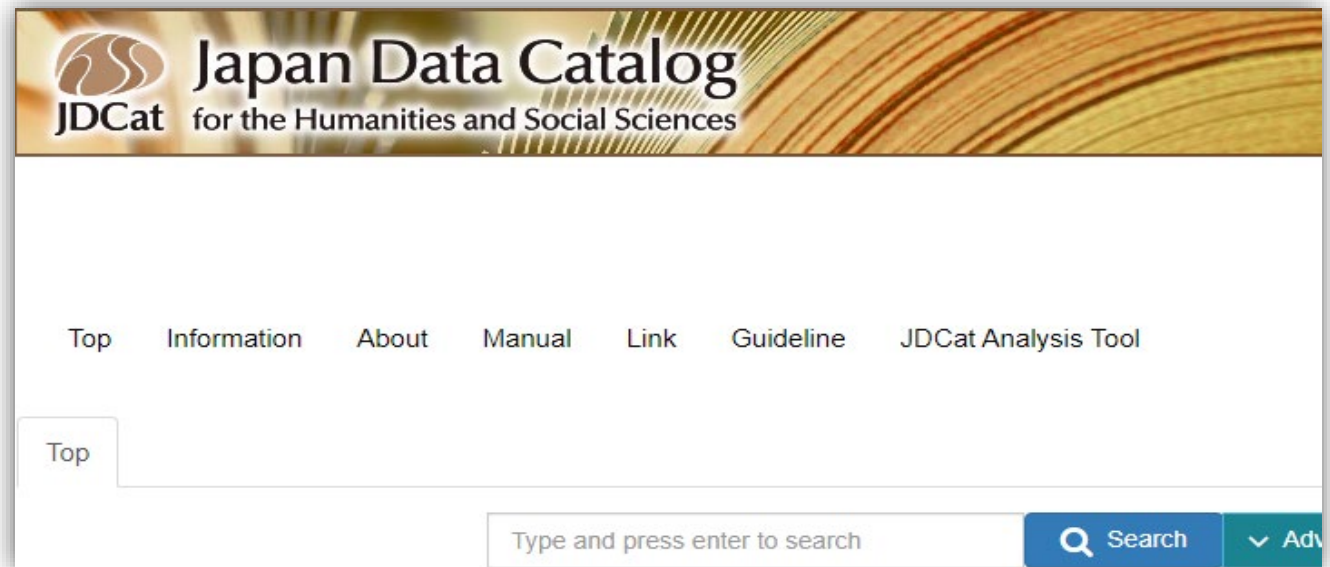 Japan Data Catalog
JDCat for the Humanities and Social Sciences
Top Information About Manual Link Guideline JDCat Analysis Tool
Top
Type and press enter to search Search